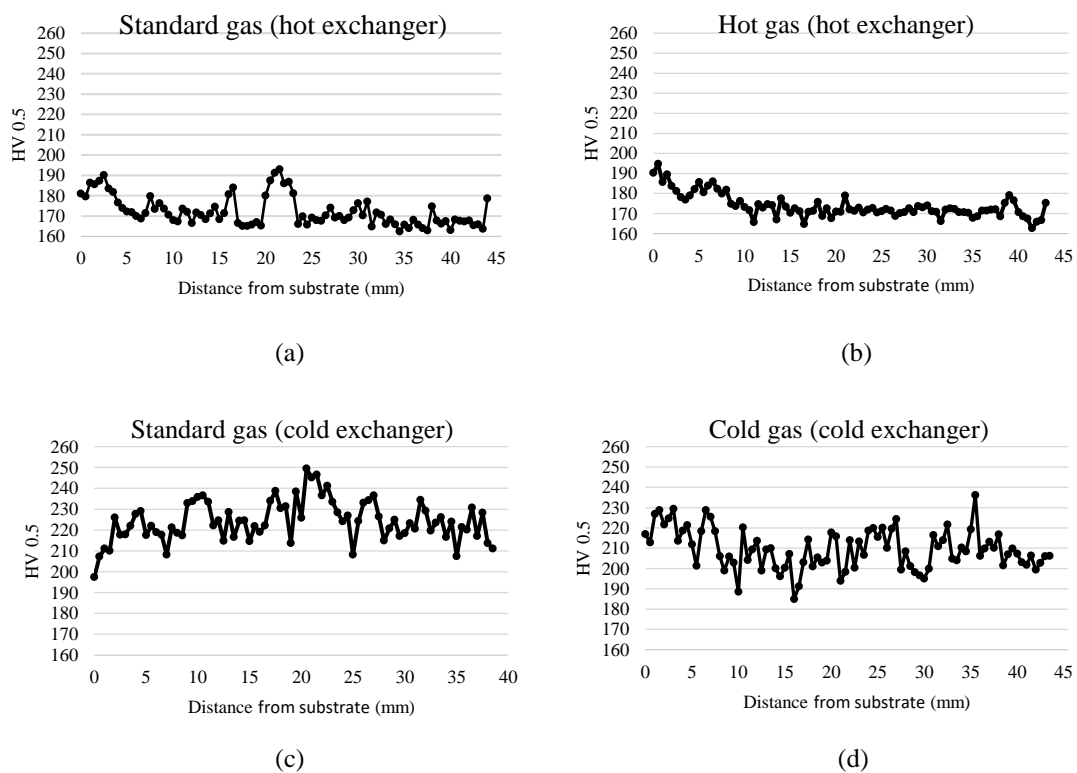 Standard gas (hot exchanger)
260
250
240
230
220
210
200
190
180
170
160
HV 0.5
0 5 10 15 20 25 30 35 40 45
Distance from substrate (mm)
(a)
Hot gas (hot exchanger)
260
250
240
230
220
210
200
190
180
170
160
HV 0.5
0 5 10 15 20 25 30 35 40 45
Distance from substrate (mm)
(b)
Standard gas (cold exchanger)
260
250
240
230
220
210
200
190
180
170
160
HV 0.5
0 5 10 15 20 25 30 35 40
Distance from substrate (mm)
(c)
Cold gas (cold exchanger)
260
250
240
230
220
210
200
190
180
170
160
HV 0.5
0 5 10 15 20 25 30 35 40 45
Distance from substrate (mm)
(d)